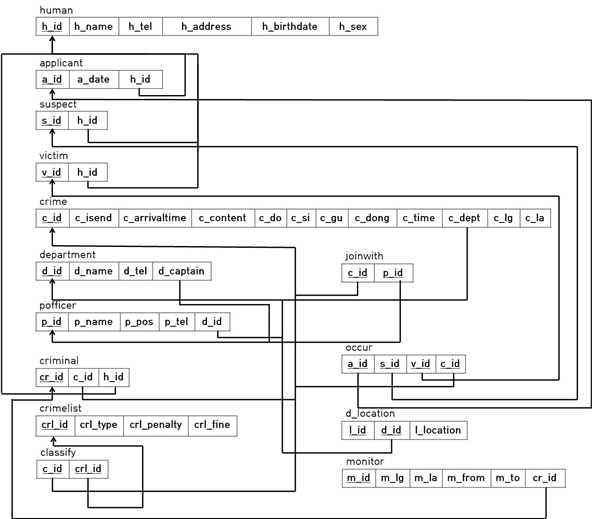 human
h_id h_name h_tel h_address h_birthdate h_sex
applicant
a_id a_date h_id
suspect
s_id h_id
victim
v_id h_id
crime
c_id c_isend c_arrivaltime c_content c_do c_si c_gu c_dong c_time c_dept c_lg c_la
department
d_id d_name d_tel d_captain
joinwith
c_id p_id
pofficer
p_id p_name p_pos p_tel d_id
occur
a_id s_id v_id c_id
criminal
cr_id c_id h_id
crimelist
crl_id crl_type crl_penalty crl_fine
d_location
l_id d_id l_location
classify
c_id crl_id
monitor
m_id m_lg m_la m_from m_to cr_id